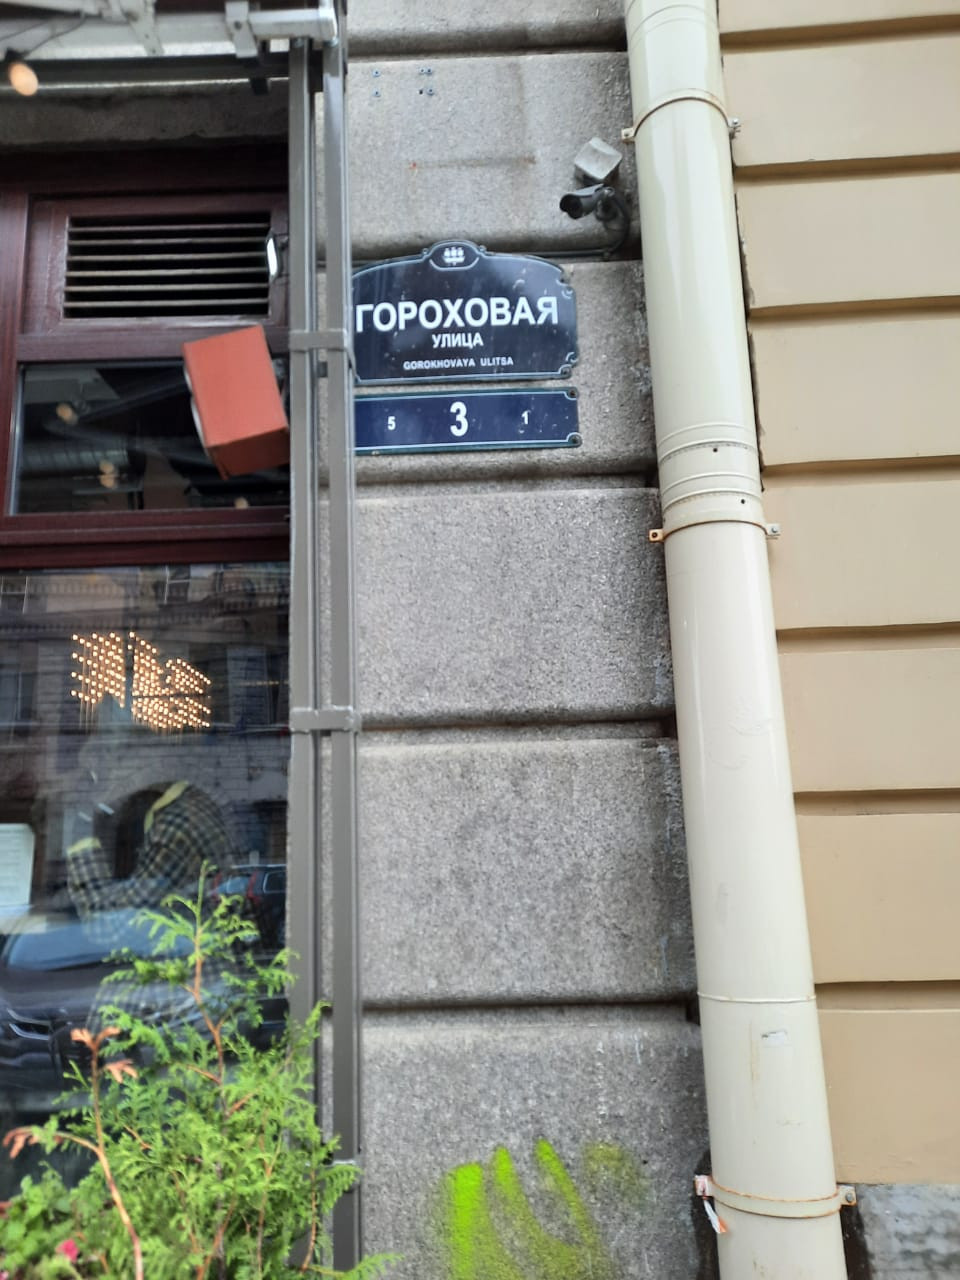 ГОРОХОВАЯ
УЛИЦА
GOROKHOVAYA ULITSA
5 3 1